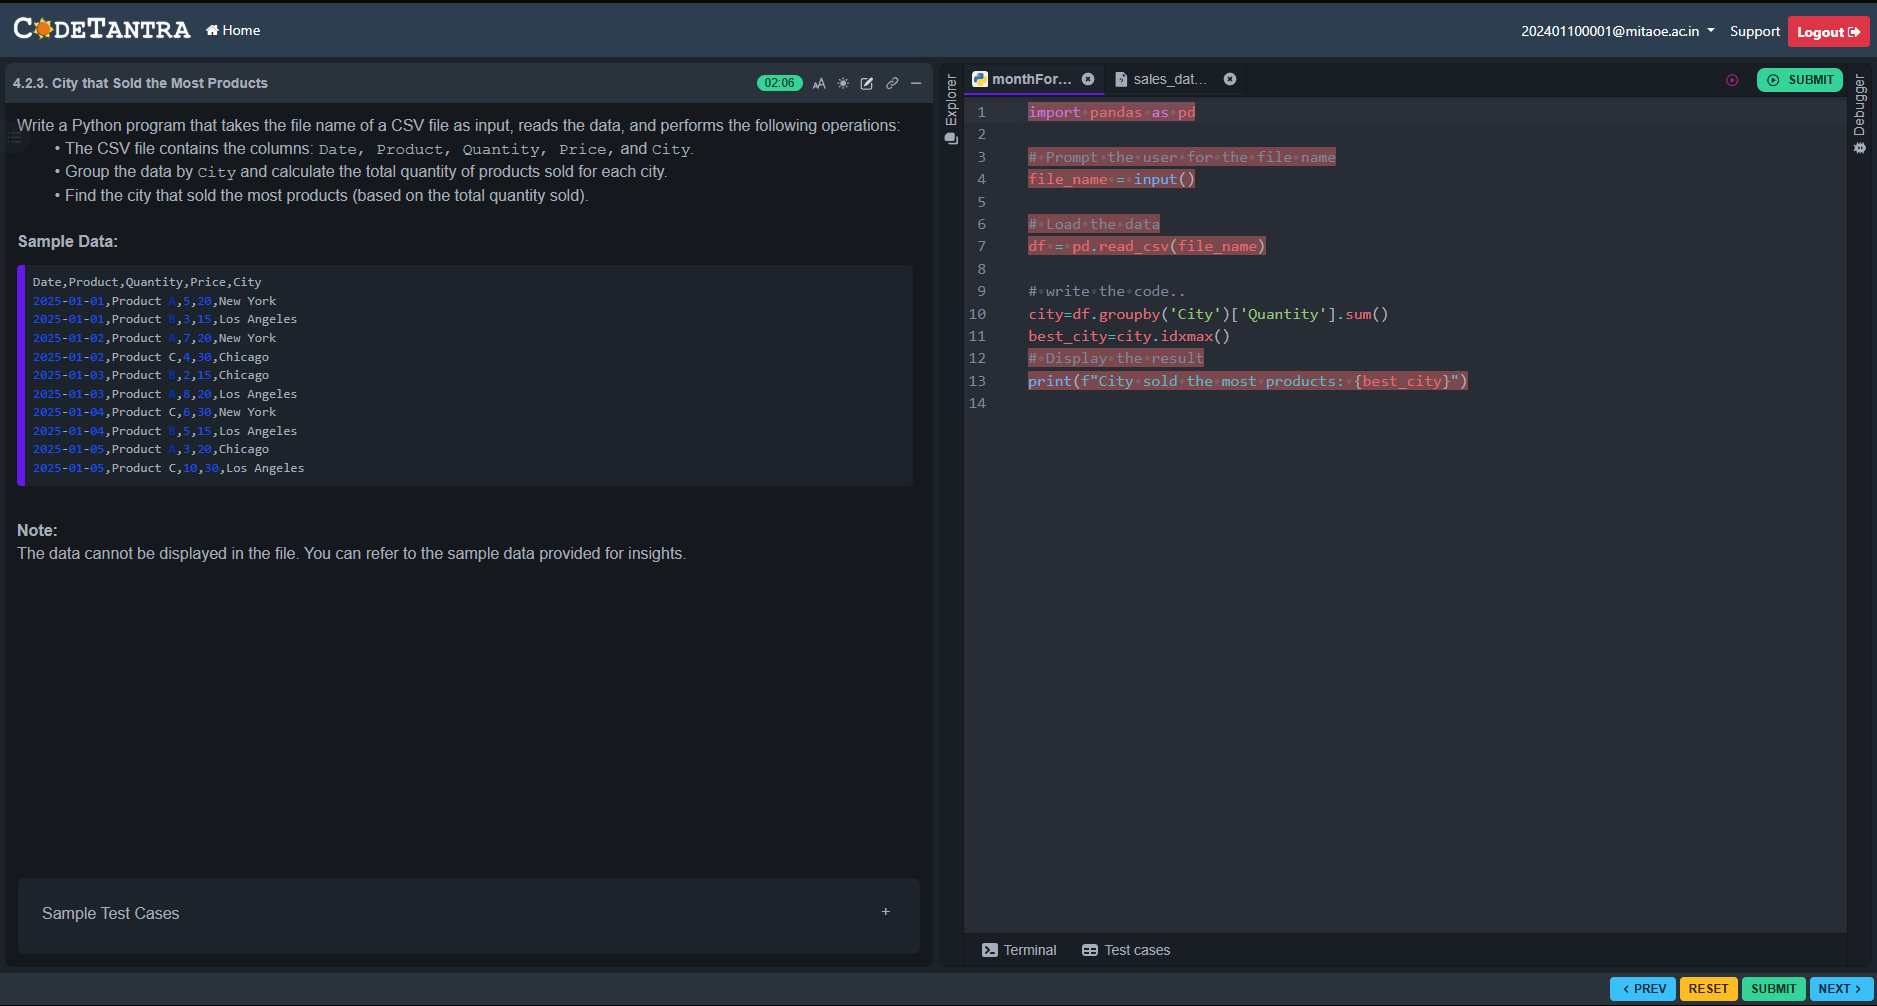 CODETANTRA Home 202401100001@mitaoe.ac.in Support Logout
4.2.3. City that Sold the Most Products 02:06 AA
Write a Python program that takes the file name of a CSV file as input, reads the data, and performs the following operations:
• The CSV file contains the columns: Date, Product, Quantity, Price, and City.
• Group the data by City and calculate the total quantity of products sold for each city.
• Find the city that sold the most products (based on the total quantity sold).
Sample Data:
Date,Product,Quantity,Price,City
2025-01-01,Product A,5,20,New York
2025-01-01,Product B,3,15,Los Angeles
2025-01-02,Product A,7,20,New York
2025-01-02,Product C,4,30,Chicago
2025-01-03,Product B,2,15,Chicago
2025-01-03,Product A,8,20,Los Angeles
2025-01-04,Product C,6,30,New York
2025-01-04,Product B,5,15,Los Angeles
2025-01-05,Product A,3,20,Chicago
2025-01-05,Product C,10,30,Los Angeles
Note:
The data cannot be displayed in the file. You can refer to the sample data provided for insights.
Sample Test Cases +
Explorer
monthFor... sales_dat... SUBMIT
1 import pandas as pd
2
3 # Prompt the user for the file name
4 file_name = input()
5
6 # Load the data
7 df = pd.read_csv(file_name)
8
9 # write the code..
10 city=df.groupby('City')['Quantity'].sum()
11 best_city=city.idxmax()
12 # Display the result
13 print(f"City sold the most products: {best_city}")
14
Debugger
Terminal Test cases
< PREV RESET SUBMIT NEXT >